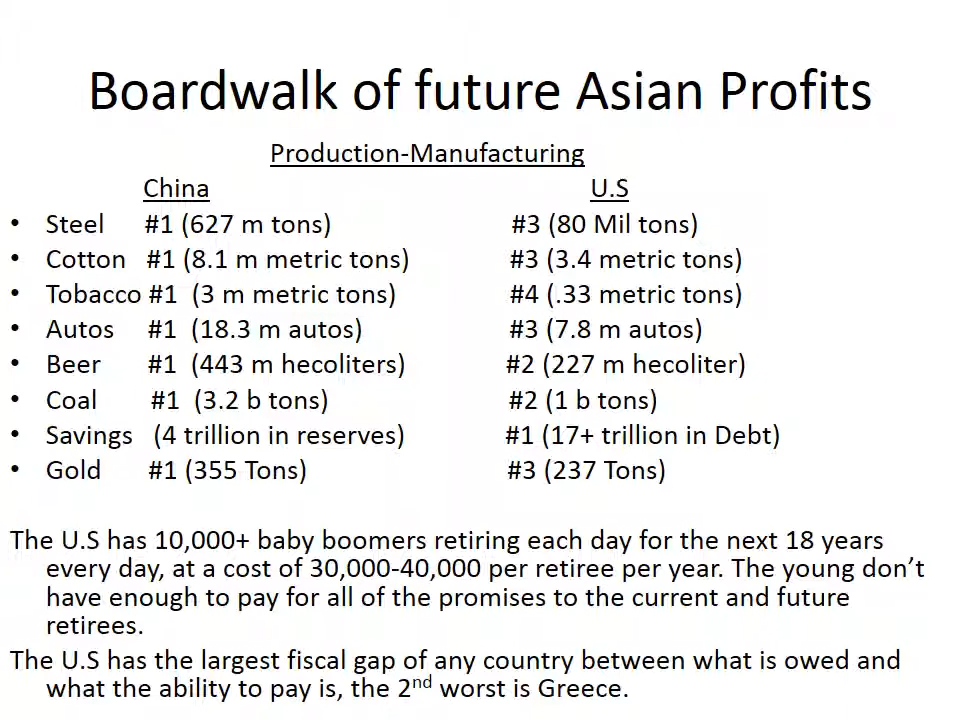 Boardwalk of future Asian Profits
Production-Manufacturing
China U.S
• Steel #1 (627 m tons) #3 (80 Mil tons)
• Cotton #1 (8.1 m metric tons) #3 (3.4 metric tons)
• Tobacco #1 (3 m metric tons) #4 (.33 metric tons)
• Autos #1 (18.3 m autos) #3 (7.8 m autos)
• Beer #1 (443 m hecoliters) #2 (227 m hecoliter)
• Coal #1 (3.2 b tons) #2 (1 b tons)
• Savings (4 trillion in reserves) #1 (17+ trillion in Debt)
• Gold #1 (355 Tons) #3 (237 Tons)
The U.S has 10,000+ baby boomers retiring each day for the next 18 years
every day, at a cost of 30,000-40,000 per retiree per year. The young don’t
have enough to pay for all of the promises to the current and future
retirees.
The U.S has the largest fiscal gap of any country between what is owed and
what the ability to pay is, the 2nd worst is Greece.